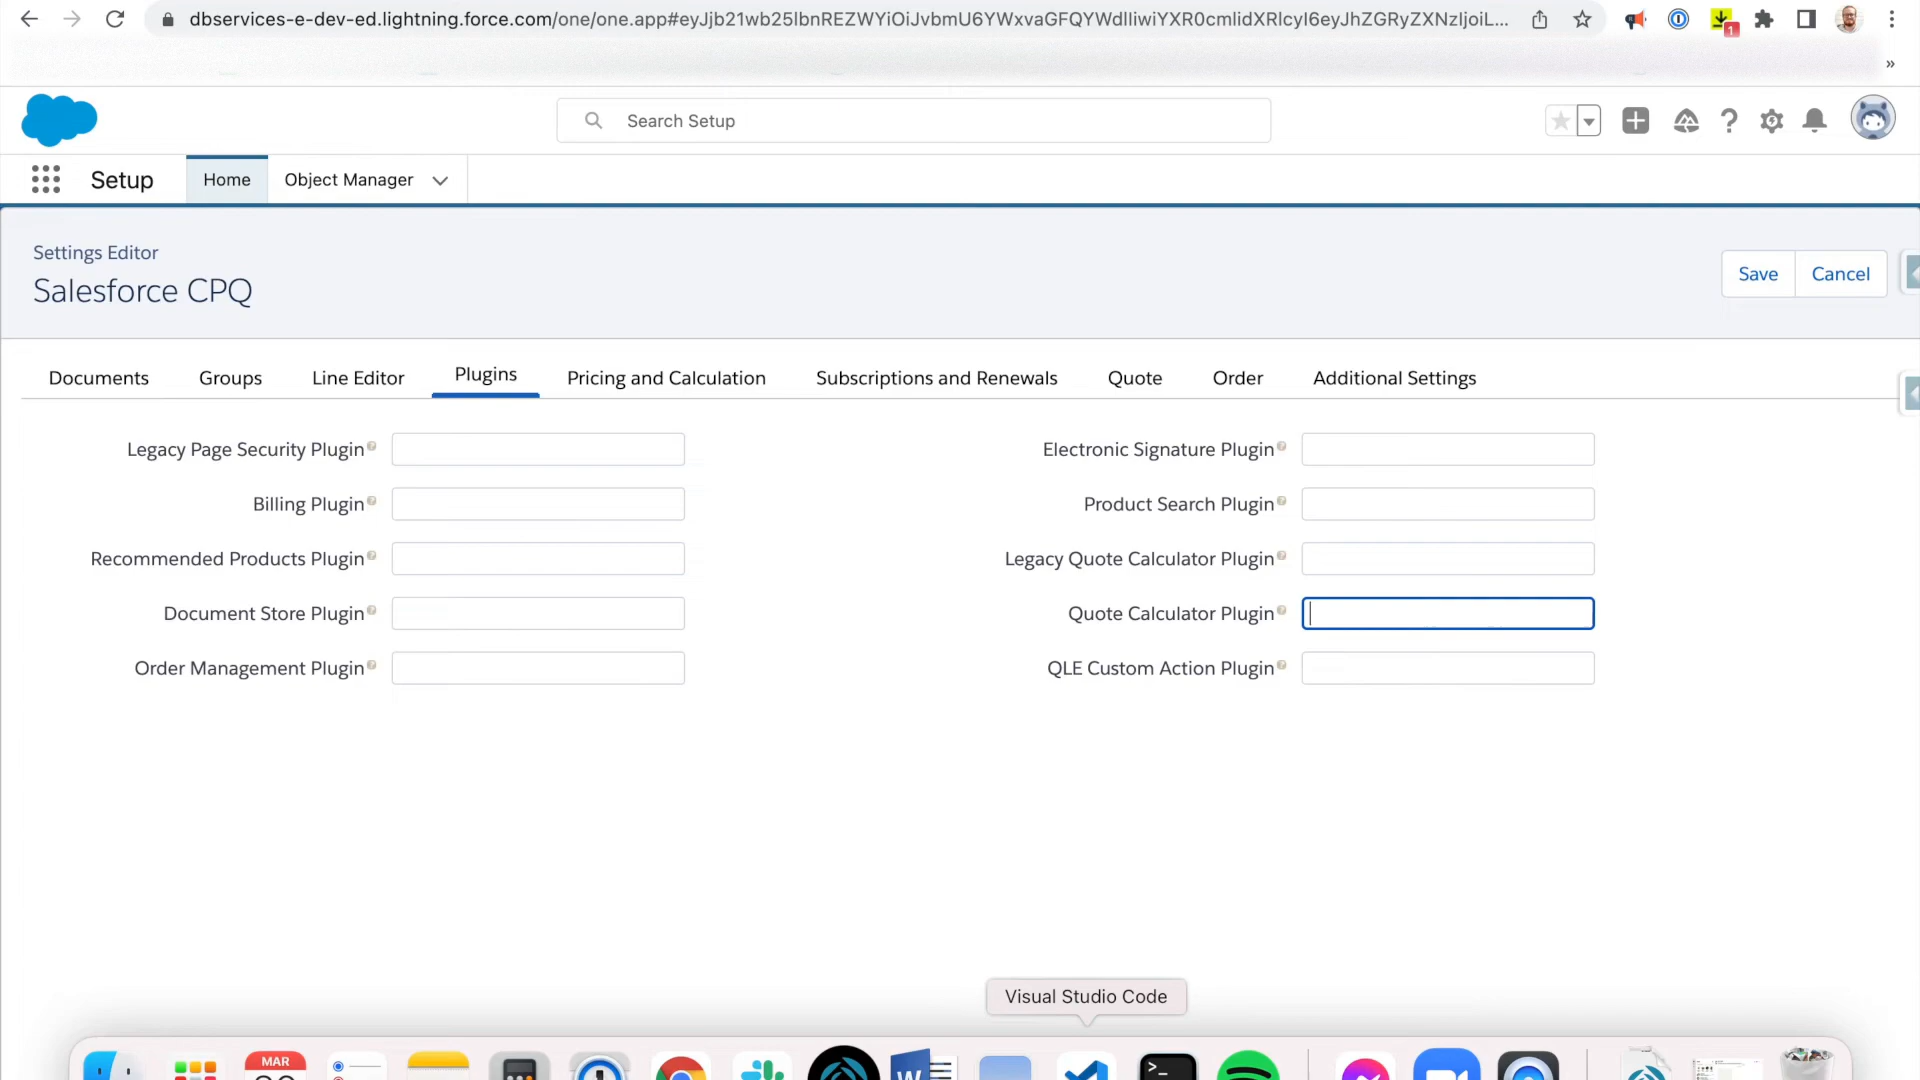 dbservices-e-dev-ed.lightning.force.com/one/one.app#eyJjb21wb25lbnREZWYiOiJvbmU6YWxvaGFQYWdlIiwiYXR0cmlidXRlcyI6eyJhZGRyZXNzIjoiL...
1
»
Search Setup
Setup
Home
Object Manager
Settings Editor
Salesforce CPQ
Save
Cancel
Documents
Groups
Line Editor
Plugins
Pricing and Calculation
Subscriptions and Renewals
Quote
Order
Additional Settings
Legacy Page Security Plugin
Electronic Signature Plugin
Billing Plugin
Product Search Plugin
Recommended Products Plugin
Legacy Quote Calculator Plugin
Document Store Plugin
Quote Calculator Plugin
Order Management Plugin
QLE Custom Action Plugin
Visual Studio Code
MAR
W